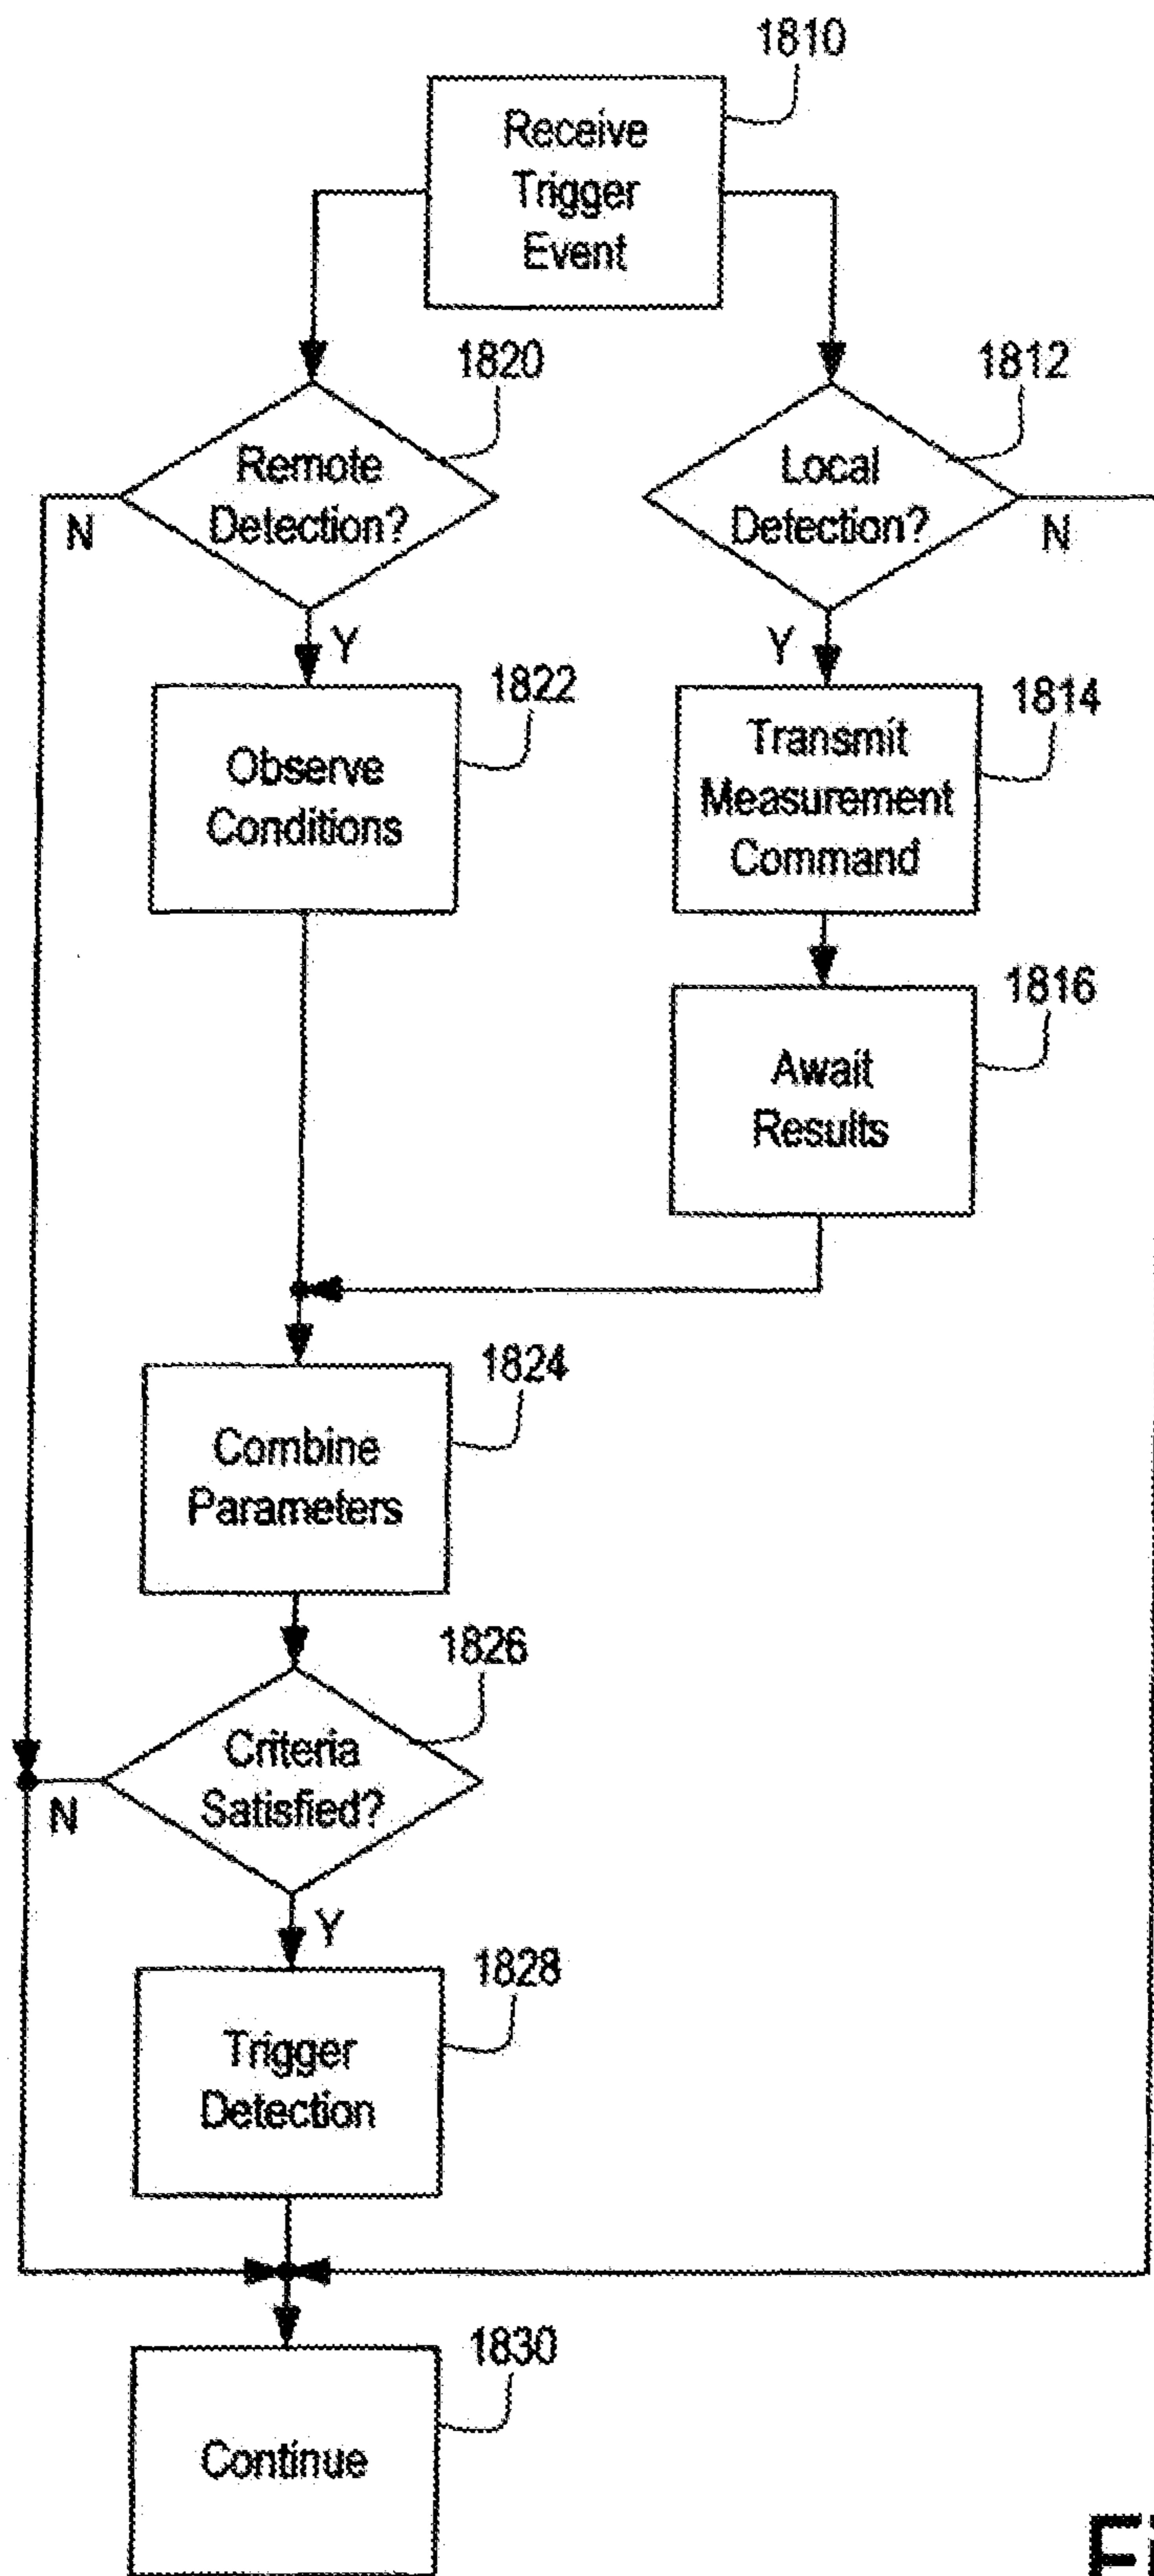 1810
Receive
Trigger
Event
1820
1812
Remote
Detection?
Local
Detection?
N
N
Y
Y
1822
1814
Observe
Conditions
Transmit
Measurement
Command
1816
Await
Results
1824
Combine
Parameters
1826
Criteria
Satisfied?
N
Y
1828
Trigger
Detection
1830
Continue